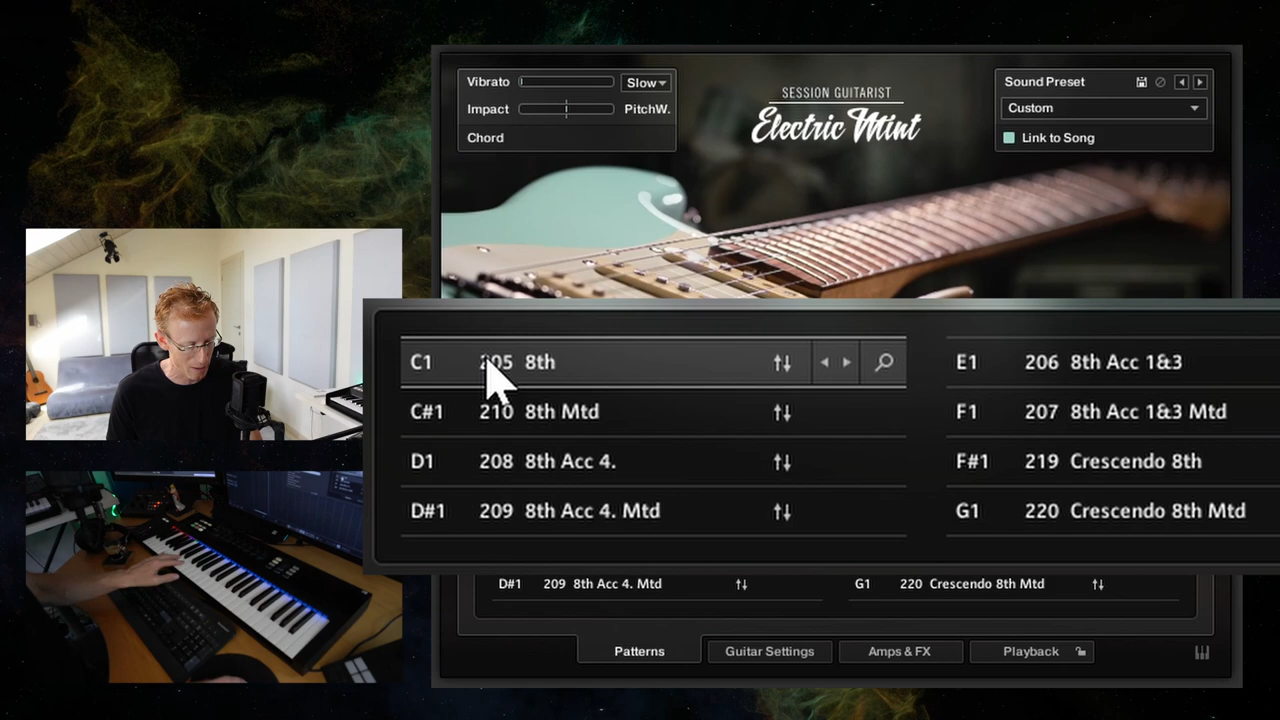 Vibrato Slow
Impact PitchW.
Chord
SESSION GUITARIST
Electric Mint
Sound Preset
Custom
Link to Song
C1 205 8th
C#1 210 8th Mtd
D1 208 8th Acc 4.
D#1 209 8th Acc 4. Mtd
E1 206 8th Acc 1&3
F1 207 8th Acc 1&3 Mtd
F#1 219 Crescendo 8th
G1 220 Crescendo 8th Mtd
D#1 209 8th Acc 4. Mtd
G1 220 Crescendo 8th Mtd
Patterns Guitar Settings Amps & FX Playback